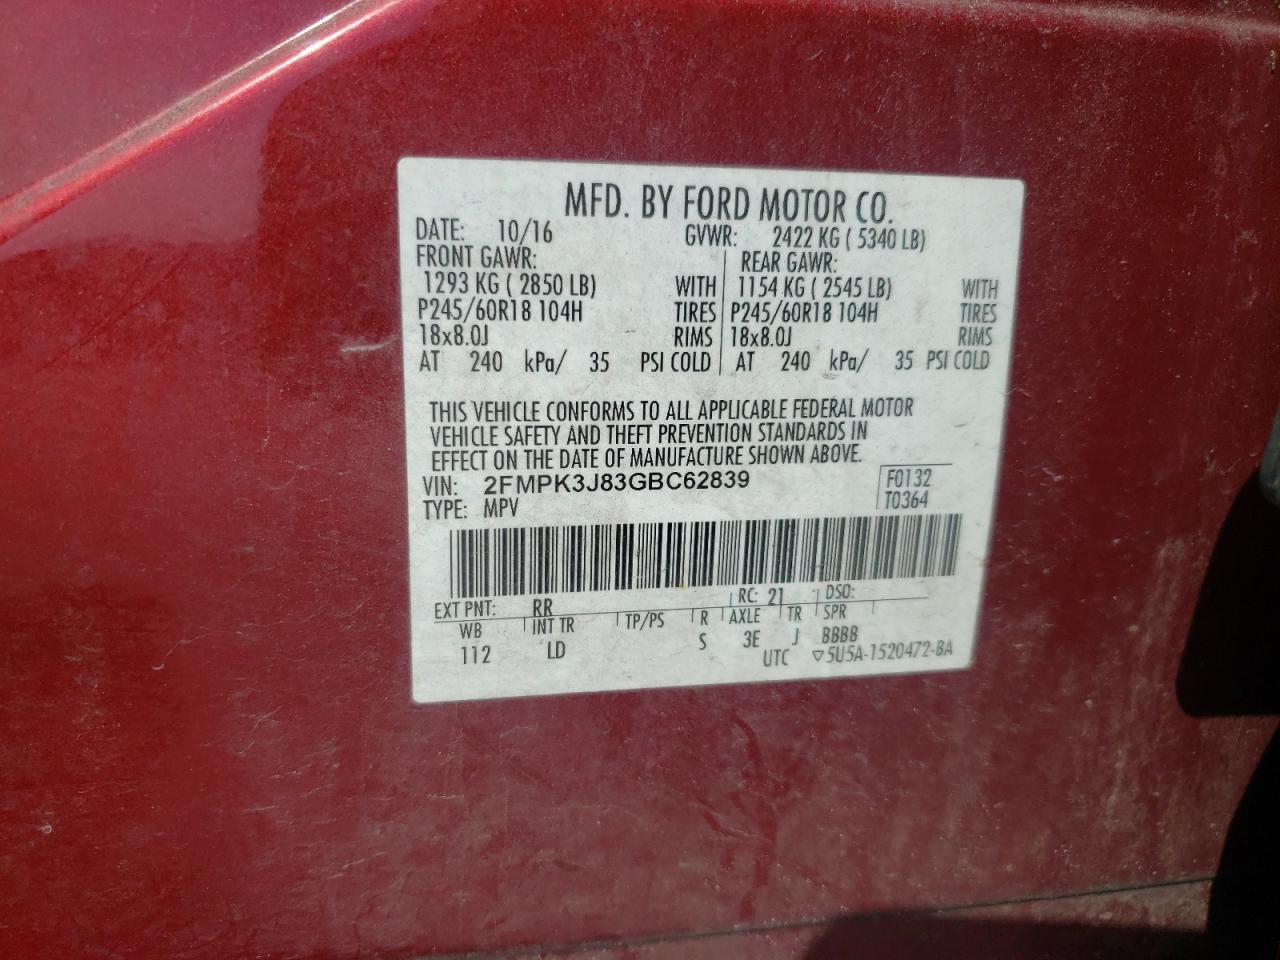 MFD. BY FORD MOTOR CO.
DATE: 10/16 GVWR: 2422 KG ( 5340 LB)
FRONT GAWR: REAR GAWR:
1293 KG ( 2850 LB) WITH 1154 KG ( 2545 LB) WITH
P245/60R18 104H TIRES P245/60R18 104H TIRES
18x8.0J RIMS 18x8.0J RIMS
AT 240 kPa/ 35 PSI COLD AT 240 kPa/ 35 PSI COLD
THIS VEHICLE CONFORMS TO ALL APPLICABLE FEDERAL MOTOR
VEHICLE SAFETY AND THEFT PREVENTION STANDARDS IN
EFFECT ON THE DATE OF MANUFACTURE SHOWN ABOVE.
VIN: 2FMPK3J83GBC62839 F0132
TYPE: MPV T0364
EXT PNT: RR RC: 21 DSO:
WB INT TR TP/PS R AXLE TR SPR
112 LD S 3E J BBBB
UTC ▽5U5A-1520472-BA